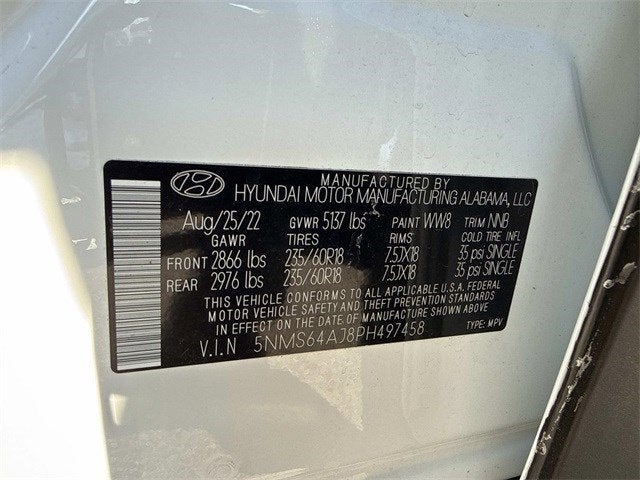 MANUFACTURED BY
HYUNDAI MOTOR MANUFACTURING ALABAMA, LLC
Aug/25/22 GVWR 5137 lbs PAINT WW8 TRIM NNB
GAWR TIRES RIMS COLD TIRE INFL
FRONT 2866 lbs 235/60R18 7.5JX18 35 psi SINGLE
REAR 2976 lbs 235/60R18 7.5JX18 35 psi SINGLE
THIS VEHICLE CONFORMS TO ALL APPLICABLE U.S.A. FEDERAL
MOTOR VEHICLE SAFETY AND THEFT PREVENTION STANDARDS
IN EFFECT ON THE DATE OF MANUFACTURE SHOWN ABOVE.
V.I.N 5NMS64AJ8PH497458 TYPE: MPV